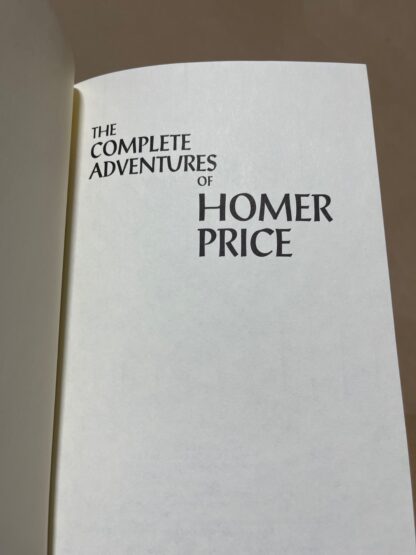 THE
COMPLETE
ADVENTURES
OF
HOMER
PRICE